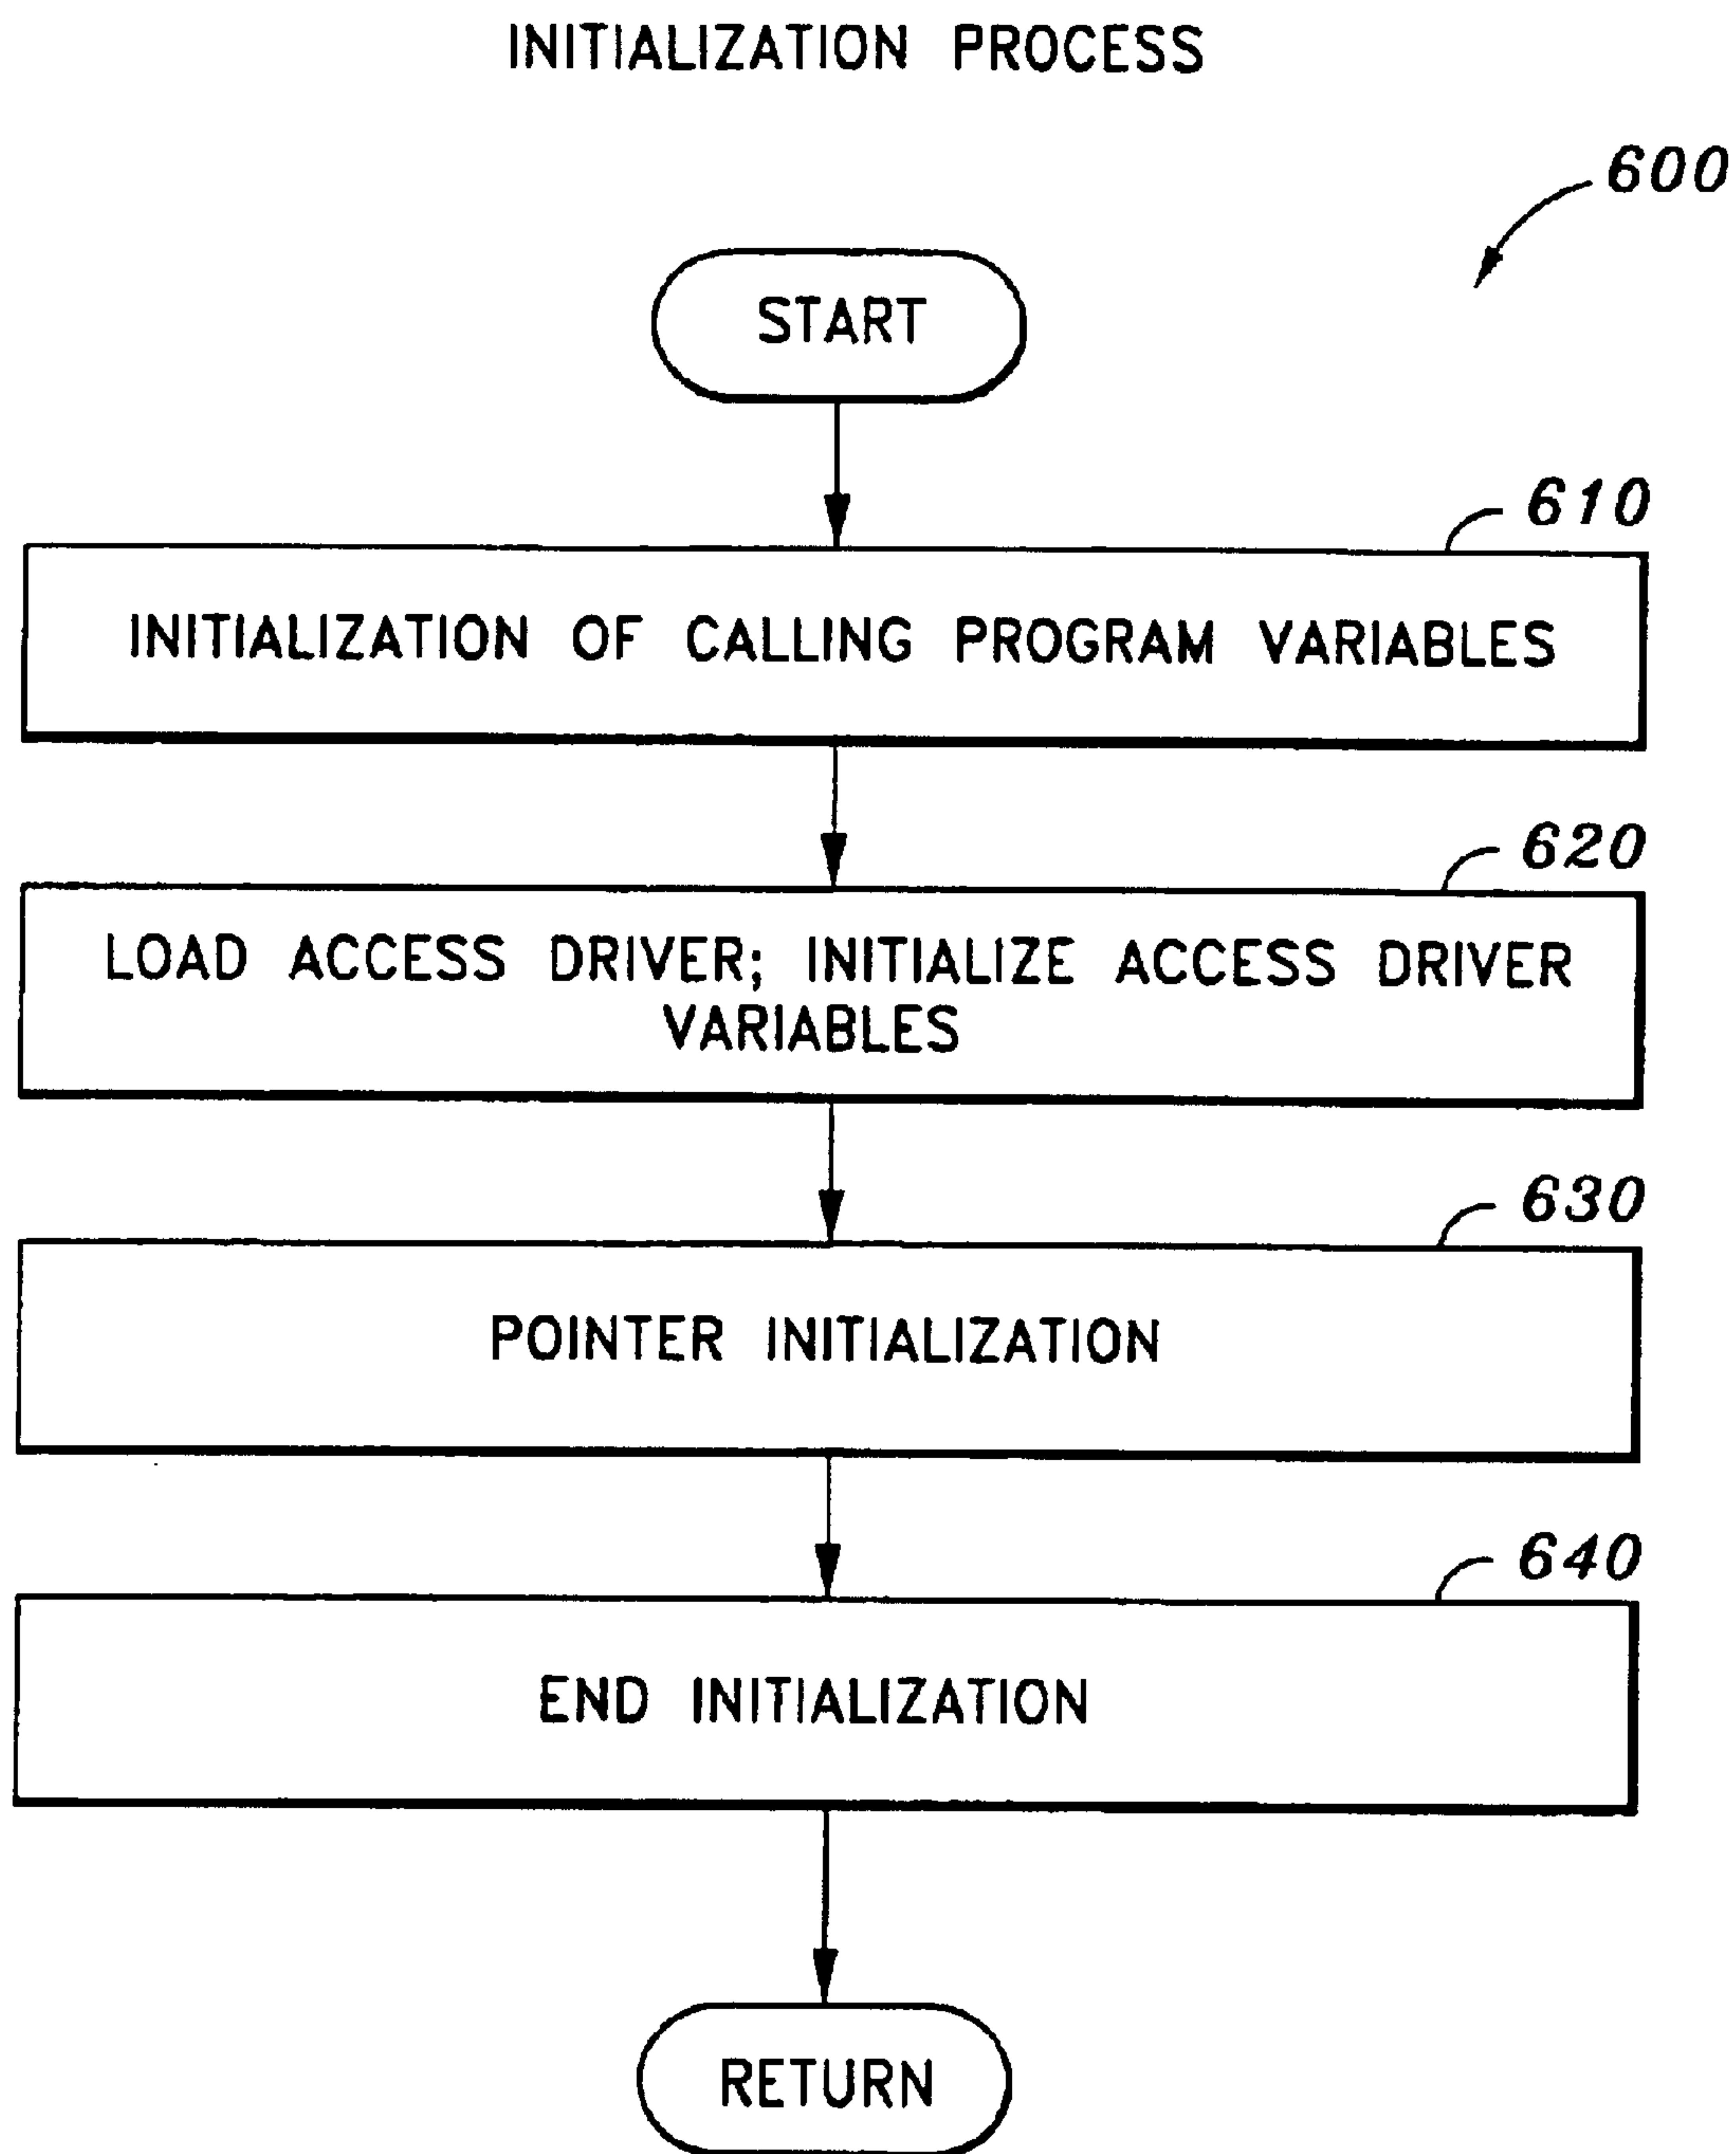 INITIALIZATION PROCESS
600
START
610
INITIALIZATION OF CALLING PROGRAM VARIABLES
620
LOAD ACCESS DRIVER; INITIALIZE ACCESS DRIVER
VARIABLES
630
POINTER INITIALIZATION
640
END INITIALIZATION
RETURN